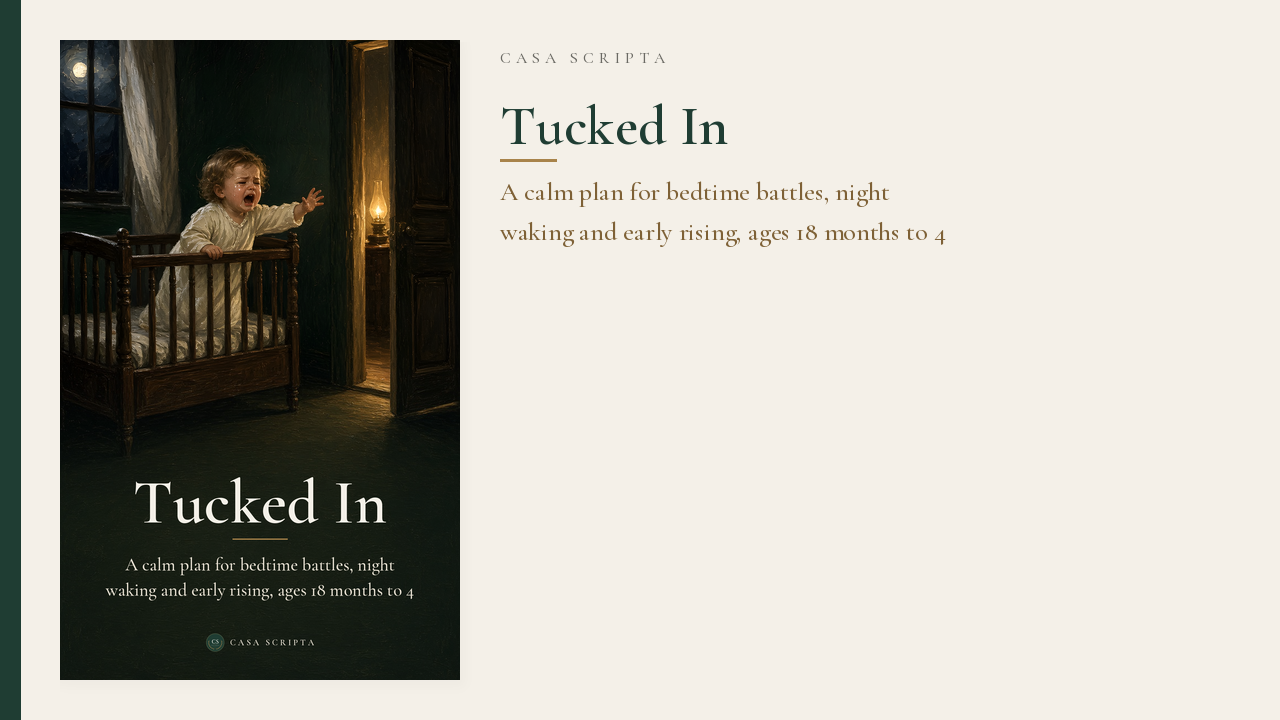 CASA SCRIPTA
Tucked In
A calm plan for bedtime battles, night
waking and early rising, ages 18 months to 4
Tucked In
A calm plan for bedtime battles, night
waking and early rising, ages 18 months to 4
CS CASA SCRIPTA